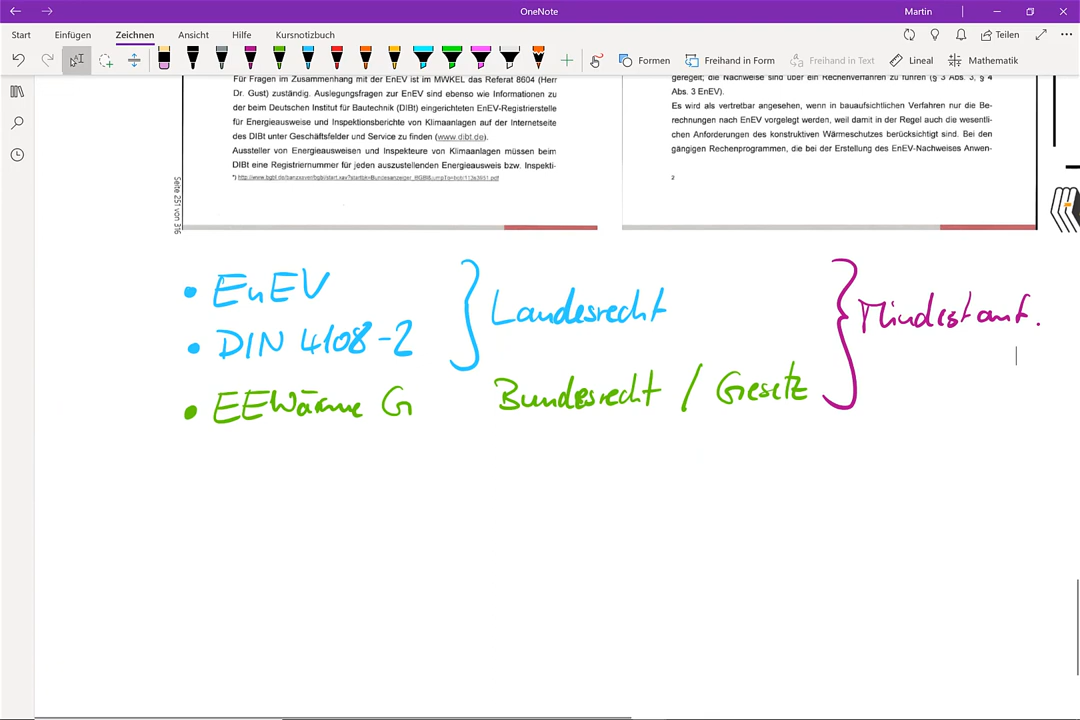 OneNote
Martin
Start Einfügen Zeichnen Ansicht Hilfe Kursnotizbuch
Teilen
Formen Freihand in Form Freihand in Text Lineal Mathematik
Für Fragen im Zusammenhang mit der EnEV ist im MWKEL das Referat 8604 (Herr
Dr. Gust) zuständig. Auslegungsfragen zur EnEV sind ebenso wie Informationen zu
der beim Deutschen Institut für Bautechnik (DIBt) eingerichteten EnEV-Registrierstelle
für Energieausweise und Inspektionsberichte von Klimaanlagen auf der Internetseite
des DIBt unter Geschäftsfelder und Service zu finden (www.dibt.de).
Aussteller von Energieausweisen und Inspekteure von Klimaanlagen müssen beim
DIBt eine Registriernummer für jeden auszustellenden Energieausweis bzw. Inspekti-
Seite 251 von 316
geregelt; die Nachweise sind über ein Rechenverfahren zu führen (§ 3 Abs. 3, § 4
Abs. 3 EnEV).
Es wird als vertretbar angesehen, wenn in bauaufsichtlichen Verfahren nur die Be-
rechnungen nach EnEV vorgelegt werden, weil damit in der Regel auch die wesentli-
chen Anforderungen des konstruktiven Wärmeschutzes berücksichtigt sind. Bei den
gängigen Rechenprogrammen, die bei der Erstellung des EnEV-Nachweises Anwen-
2
• EnEV
• DIN 4108-2
Landesrecht
• EEWärme G
Bundesrecht / Gesetz
Mindestanf.